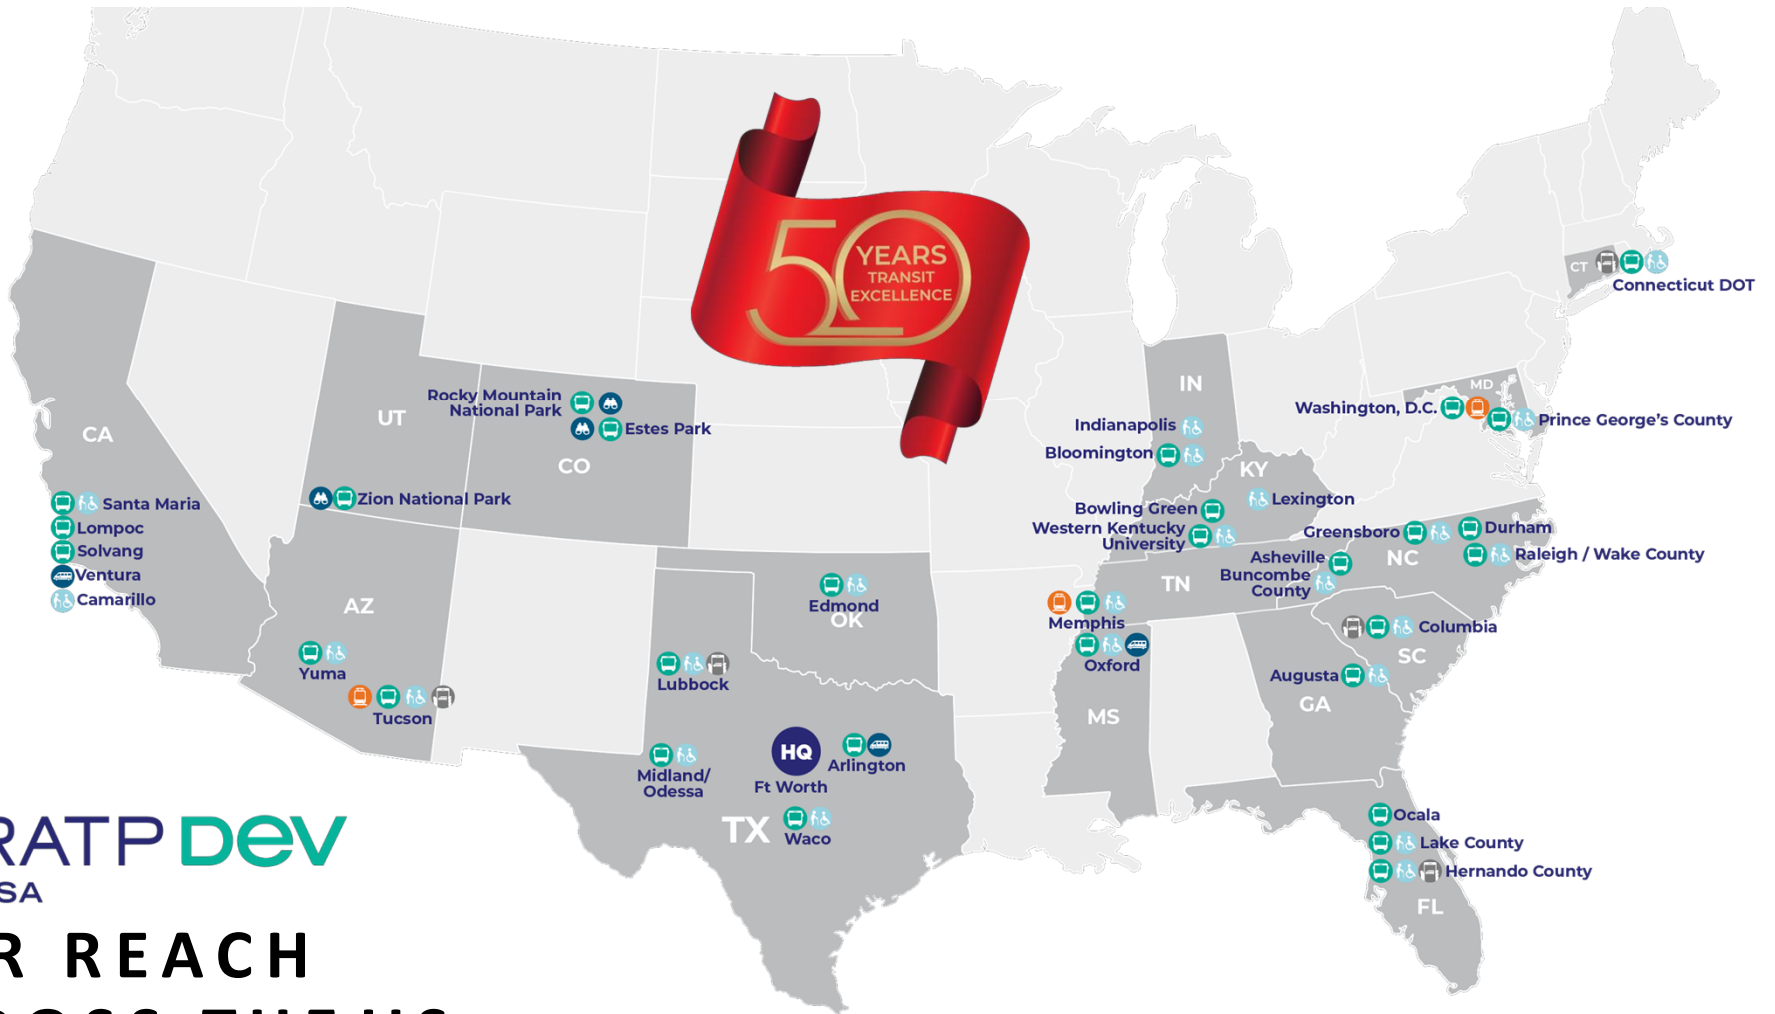 50
YEARS
TRANSIT
EXCELLENCE
CT
Connecticut DOT
MD
Washington, D.C.
Prince George's County
IN
Indianapolis
Bloomington
KY
Lexington
Bowling Green
Western Kentucky
University
Greensboro
Durham
Raleigh / Wake County
NC
Asheville
Buncombe
County
TN
Memphis
Oxford
MS
Columbia
SC
Augusta
GA
Ocala
Lake County
Hernando County
FL
Rocky Mountain
National Park
Estes Park
CO
UT
Zion National Park
CA
Santa Maria
Lompoc
Solvang
Ventura
Camarillo
AZ
Yuma
Tucson
Edmond
OK
Lubbock
Midland/
Odessa
HQ
Ft Worth
Arlington
TX
Waco
RATP Dev
SA
R REACH
ROSS THE US